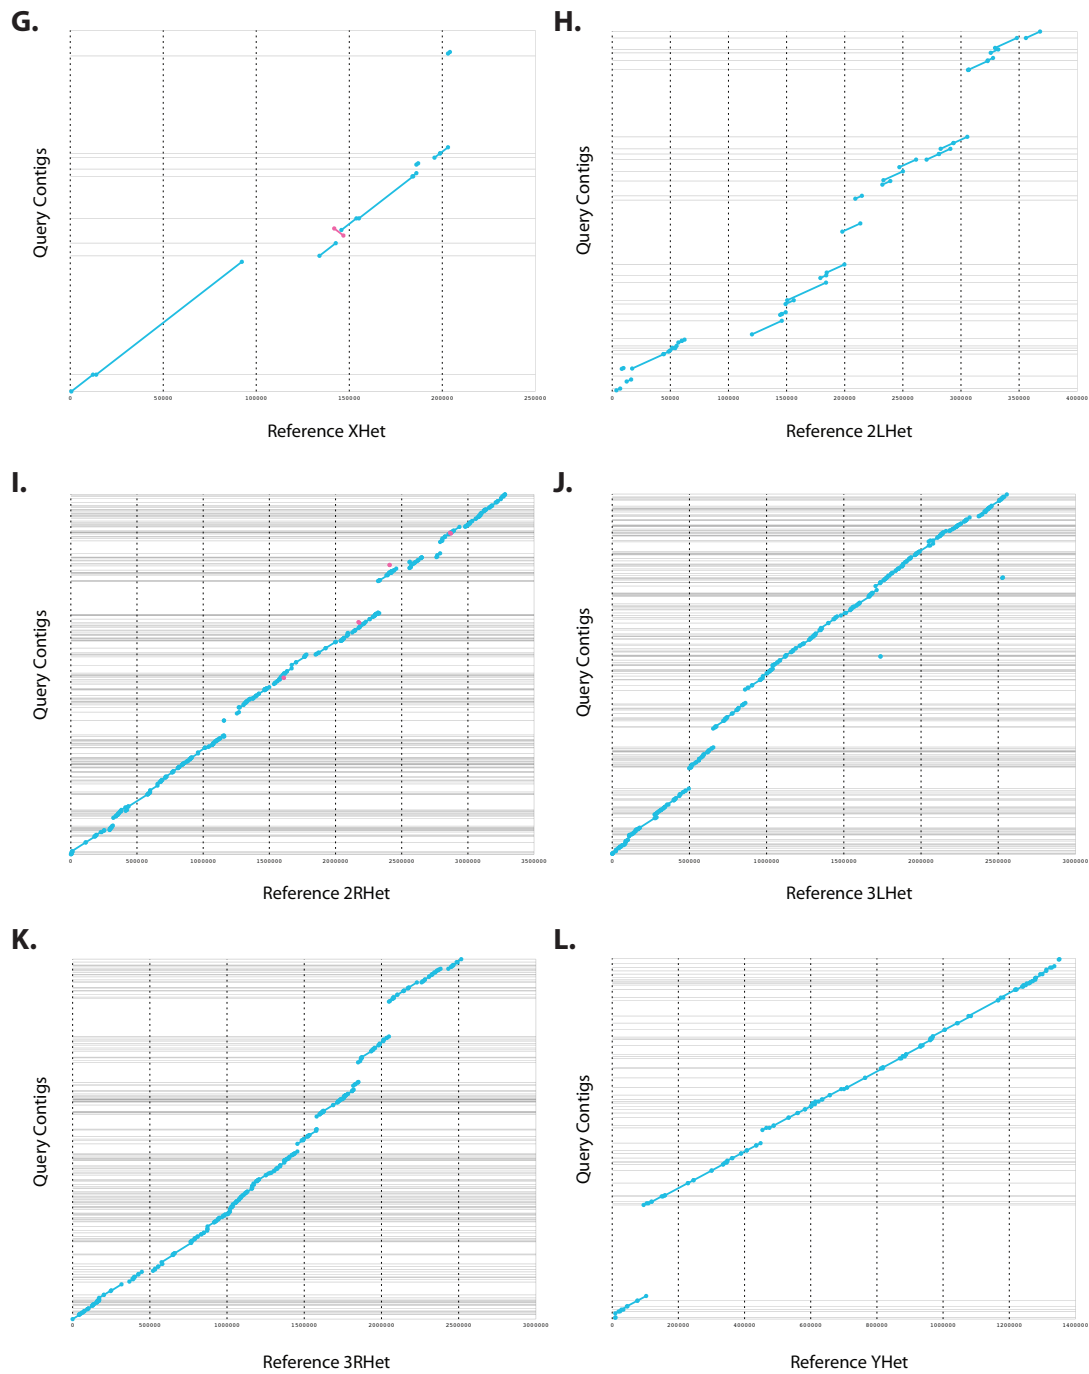 G.
Query Contigs
0 50000 100000 150000 200000 250000
Reference XHet
H.
Query Contigs
0 50000 100000 150000 200000 250000 300000 350000 400000
Reference 2LHet
I.
Query Contigs
0 500000 1000000 1500000 2000000 2500000 3000000 3500000
Reference 2RHet
J.
Query Contigs
0 500000 1000000 1500000 2000000 2500000 3000000
Reference 3LHet
K.
Query Contigs
0 500000 1000000 1500000 2000000 2500000 3000000
Reference 3RHet
L.
Query Contigs
0 200000 400000 600000 800000 1000000 1200000 1400000
Reference YHet